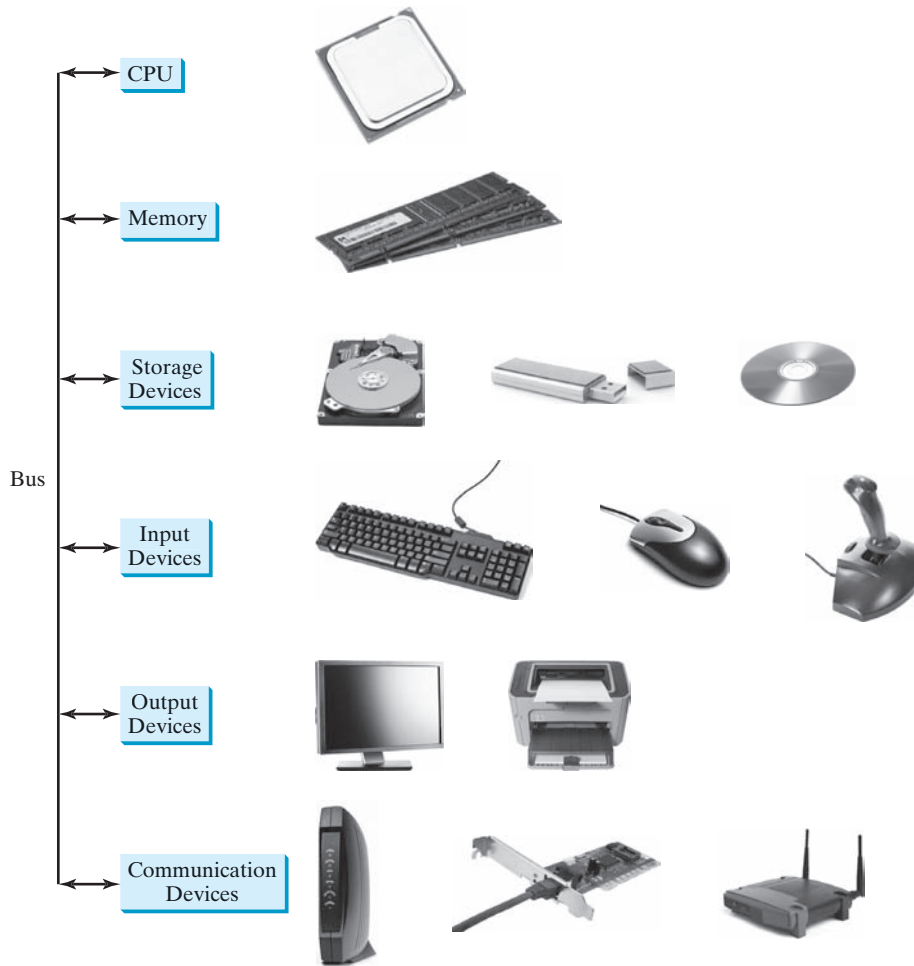 CPU
Memory
Storage
Devices
Bus
Input
Devices
Output
Devices
Communication
Devices